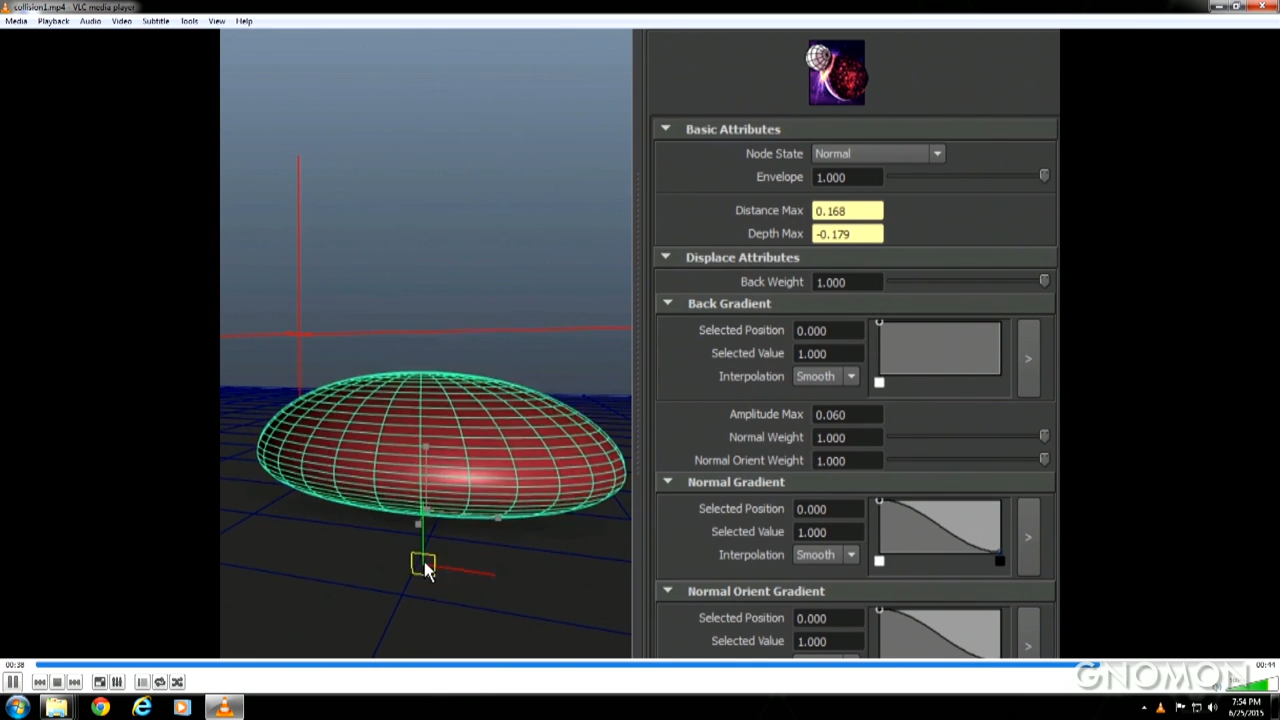 collision1.mp4 - VLC media player
Media Playback Audio Video Subtitle Tools View Help
Basic Attributes
Node State Normal
Envelope 1.000
Distance Max 0.168
Depth Max -0.179
Displace Attributes
Back Weight 1.000
Back Gradient
Selected Position 0.000
Selected Value 1.000
Interpolation Smooth
>
Amplitude Max 0.060
Normal Weight 1.000
Normal Orient Weight 1.000
Normal Gradient
Selected Position 0.000
Selected Value 1.000
Interpolation Smooth
>
Normal Orient Gradient
Selected Position 0.000
Selected Value 1.000
>
00:38 00:44
GNOMON
7:54 PM
6/25/2015